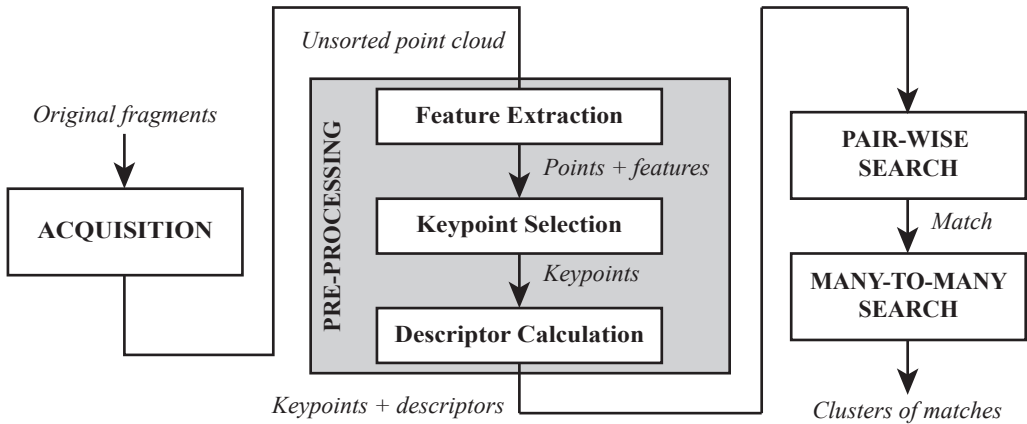 Original fragments
ACQUISITION
Unsorted point cloud
PRE-PROCESSING
Feature Extraction
Points + features
Keypoint Selection
Keypoints
Descriptor Calculation
Keypoints + descriptors
PAIR-WISE
SEARCH
Match
MANY-TO-MANY
SEARCH
Clusters of matches